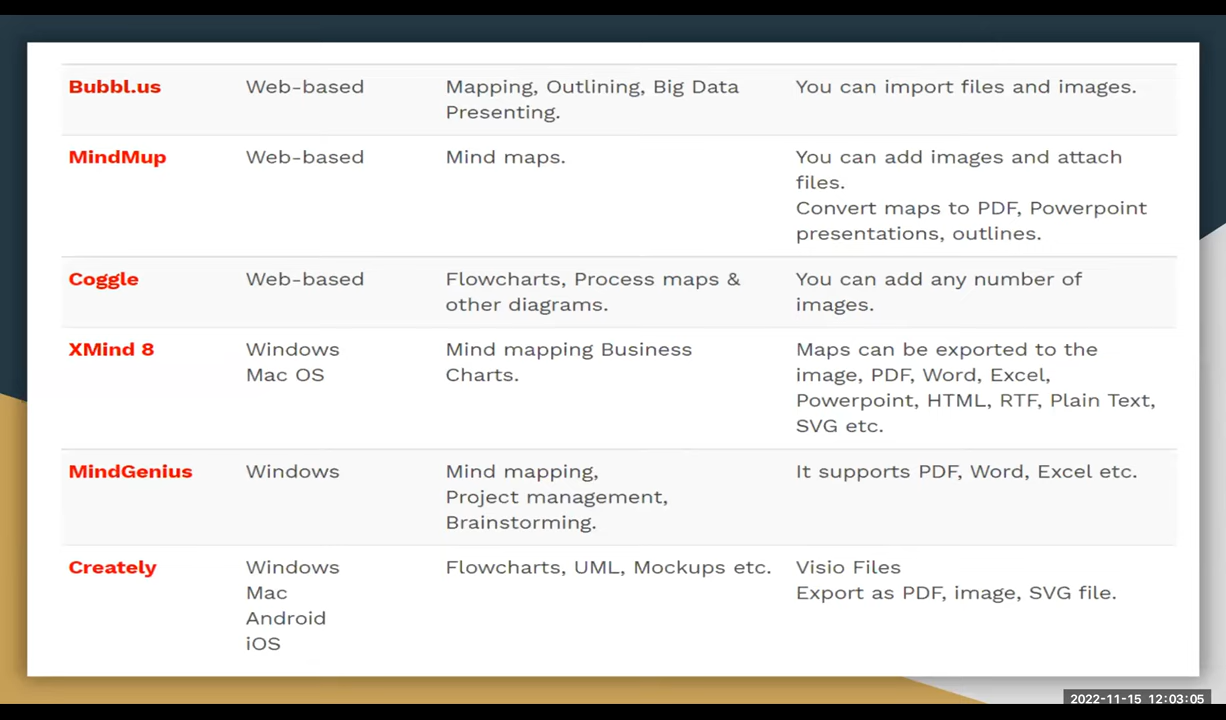 Bubbl.us Web-based Mapping, Outlining, Big Data You can import files and images.
Presenting.
MindMup Web-based Mind maps. You can add images and attach
files.
Convert maps to PDF, Powerpoint
presentations, outlines.
Coggle Web-based Flowcharts, Process maps & You can add any number of
other diagrams. images.
XMind 8 Windows Mind mapping Business Maps can be exported to the
Mac OS Charts. image, PDF, Word, Excel,
Powerpoint, HTML, RTF, Plain Text,
SVG etc.
MindGenius Windows Mind mapping, It supports PDF, Word, Excel etc.
Project management,
Brainstorming.
Creately Windows Flowcharts, UML, Mockups etc. Visio Files
Mac Export as PDF, image, SVG file.
Android
iOS
2022-11-15 12:03:05